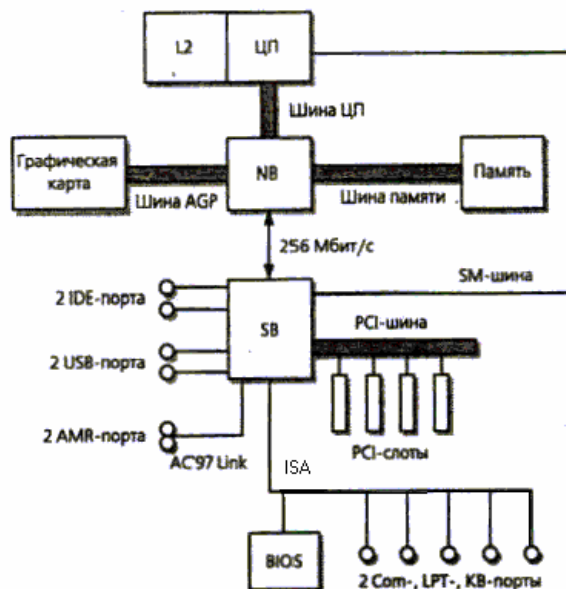 L2
ЦП
Шина ЦП
Графическая
карта
NB
Память
Шина AGP
Шина памяти
256 Мбит/с
SM-шина
2 IDE-порта
SB
PCI-шина
2 USB-порта
2 AMR-порта
PCI-слоты
AC'97 Link
ISA
BIOS
2 Com-, LPT-, KB-порты